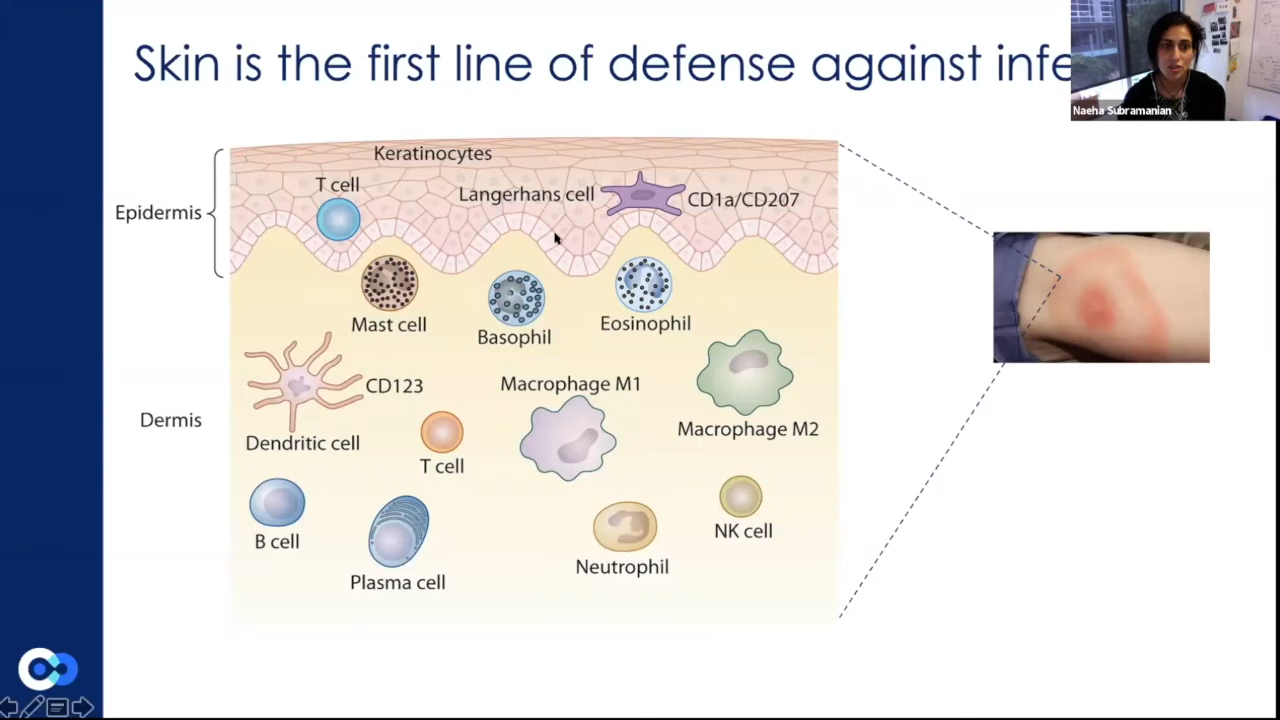 Skin is the first line of defense against infe
Naeha Subramanian
Keratinocytes
T cell
Langerhans cell
CD1a/CD207
Epidermis
Mast cell
Basophil
Eosinophil
CD123
Macrophage M1
Dermis
Macrophage M2
Dendritic cell
T cell
B cell
NK cell
Neutrophil
Plasma cell